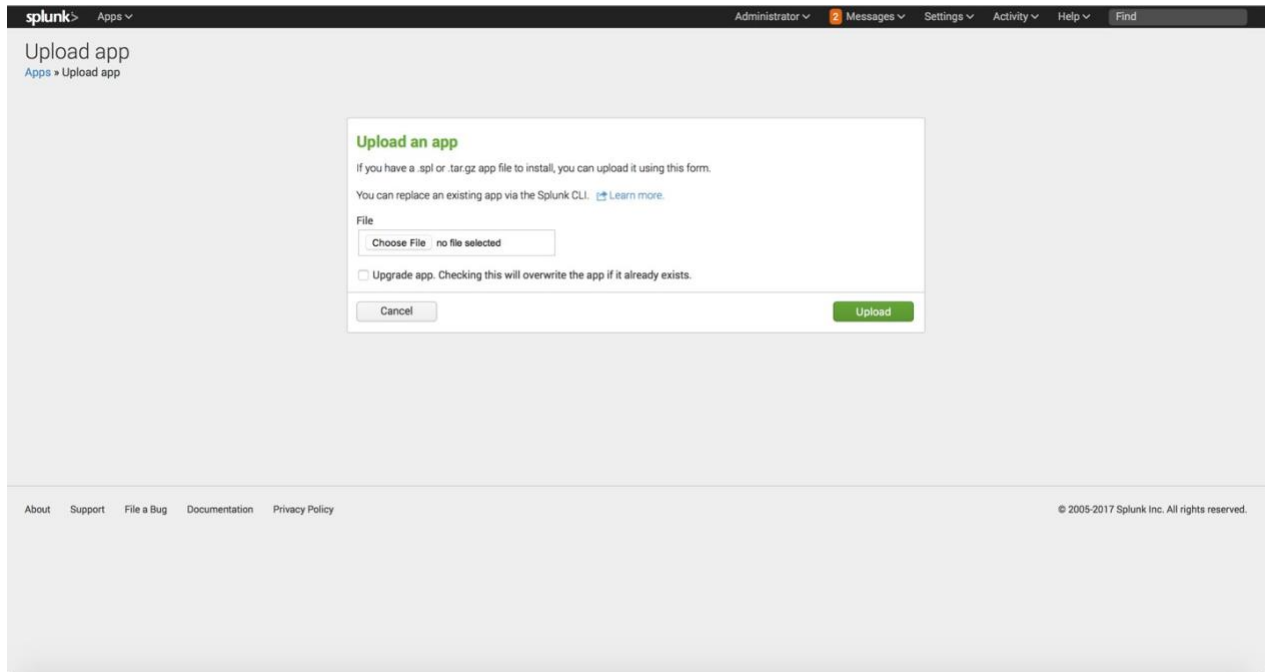 splunk> Apps Administrator 2 Messages Settings Activity Help Find
Upload app
Apps » Upload app
Upload an app
If you have a .spl or .tar.gz app file to install, you can upload it using this form.
You can replace an existing app via the Splunk CLI. Learn more.
File
Choose File no file selected
Upgrade app. Checking this will overwrite the app if it already exists.
Cancel Upload
About Support File a Bug Documentation Privacy Policy © 2005-2017 Splunk Inc. All rights reserved.